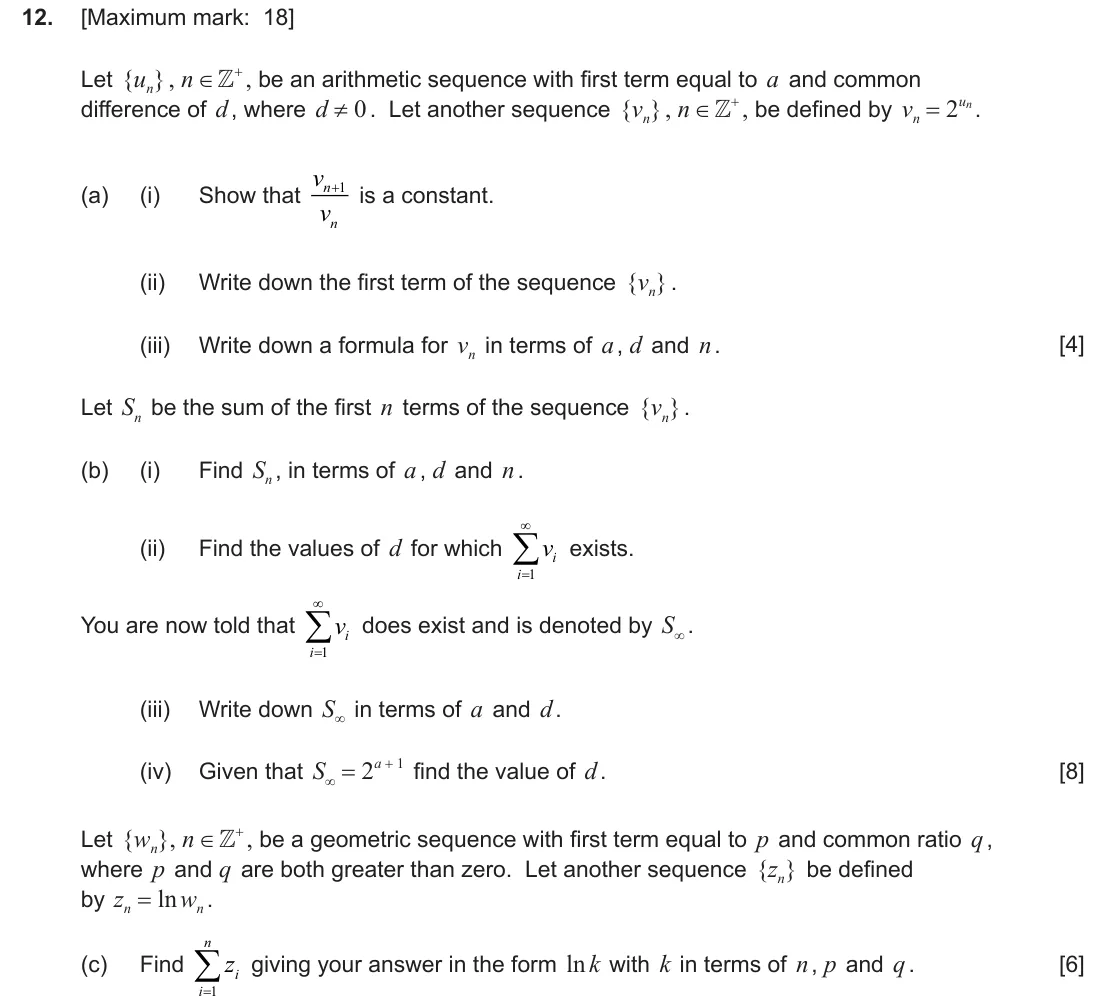 12. [Maximum mark: 18]
Let {uₙ}, n ∈ ℤ⁺, be an arithmetic sequence with first term equal to a and common
difference of d, where d ≠ 0. Let another sequence {vₙ}, n ∈ ℤ⁺, be defined by vₙ = 2^{uₙ}.
(a) (i) Show that vₙ₊₁/vₙ is a constant.
(ii) Write down the first term of the sequence {vₙ}.
(iii) Write down a formula for vₙ in terms of a, d and n. [4]
Let Sₙ be the sum of the first n terms of the sequence {vₙ}.
(b) (i) Find Sₙ, in terms of a, d and n.
(ii) Find the values of d for which ∑_{i=1}^{∞} vᵢ exists.
You are now told that ∑_{i=1}^{∞} vᵢ does exist and is denoted by S_∞.
(iii) Write down S_∞ in terms of a and d.
(iv) Given that S_∞ = 2^{a+1} find the value of d. [8]
Let {wₙ}, n ∈ ℤ⁺, be a geometric sequence with first term equal to p and common ratio q,
where p and q are both greater than zero. Let another sequence {zₙ} be defined
by zₙ = ln wₙ.
(c) Find ∑_{i=1}^{n} zᵢ giving your answer in the form ln k with k in terms of n, p and q. [6]